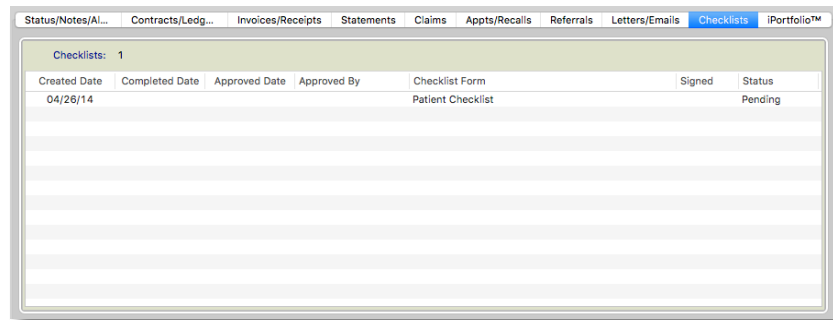 Status/Notes/Al... Contracts/Ledg... Invoices/Receipts Statements Claims Appts/Recalls Referrals Letters/Emails Checklists iPortfolio™
Checklists: 1
Created Date Completed Date Approved Date Approved By Checklist Form Signed Status
04/26/14 Patient Checklist Pending